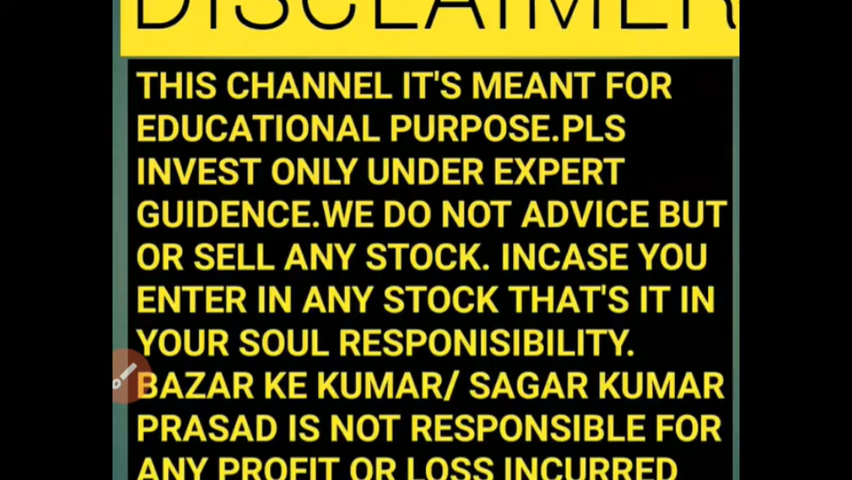 DISCLAIMER
THIS CHANNEL IT'S MEANT FOR
EDUCATIONAL PURPOSE.PLS
INVEST ONLY UNDER EXPERT
GUIDENCE.WE DO NOT ADVICE BUT
OR SELL ANY STOCK. INCASE YOU
ENTER IN ANY STOCK THAT'S IT IN
YOUR SOUL RESPONISIBILITY.
BAZAR KE KUMAR/ SAGAR KUMAR
PRASAD IS NOT RESPONSIBLE FOR
ANY PROFIT OR LOSS INCURRED